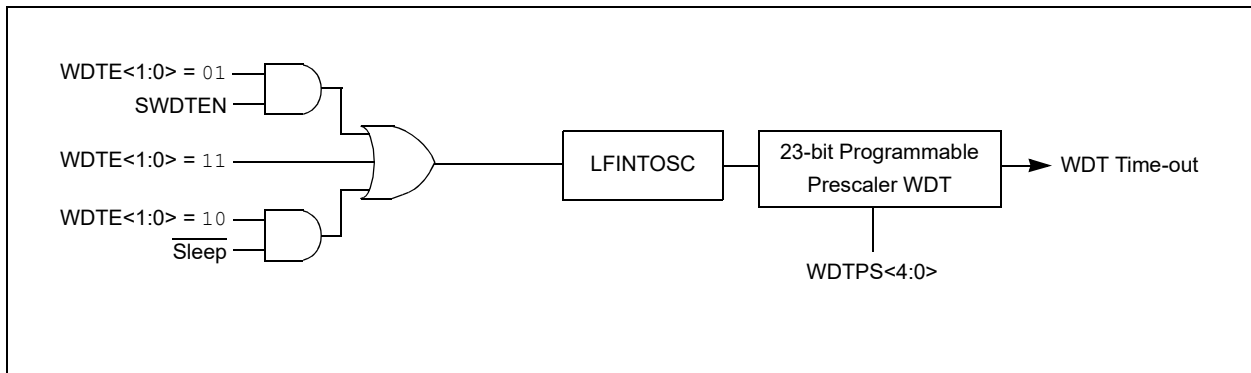 WDTE<1:0> = 01
SWDTEN
WDTE<1:0> = 11
WDTE<1:0> = 10
Sleep
LFINTOSC
23-bit Programmable
Prescaler WDT
WDT Time-out
WDTPS<4:0>